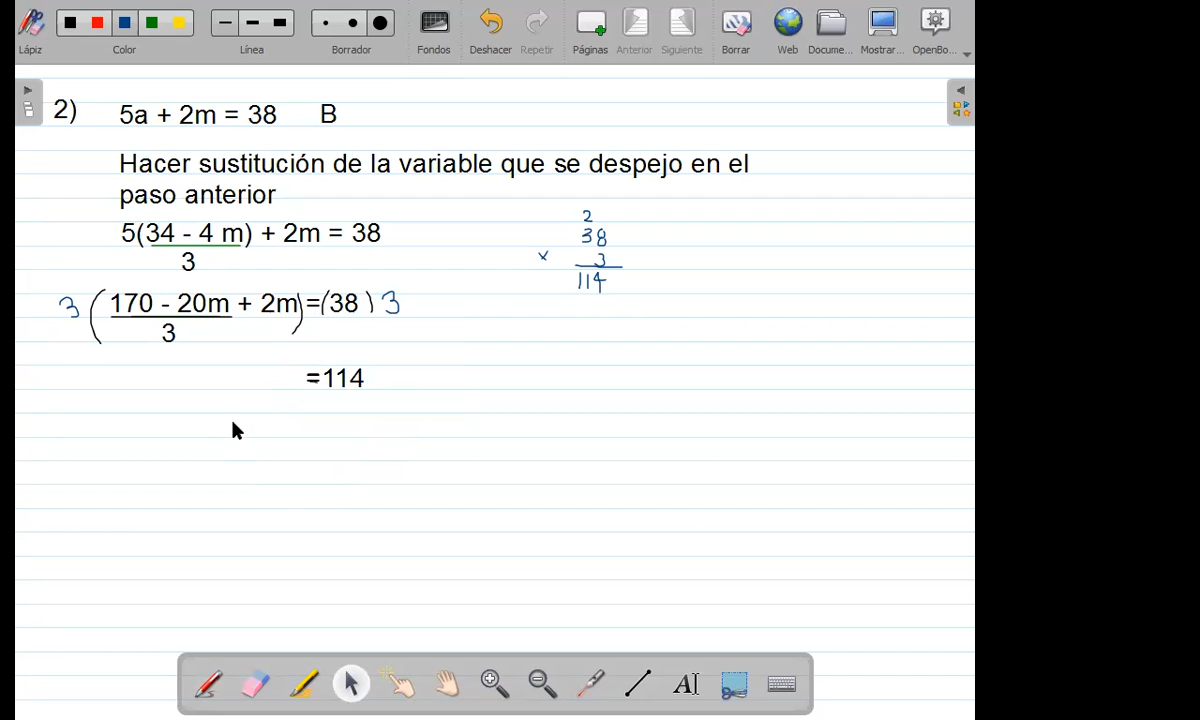 Lápiz Color Línea Borrador Fondos Deshacer Repetir Páginas Anterior Siguiente Borrar Web Docume... Mostrar... OpenBo...
2) 5a + 2m = 38 B
Hacer sustitución de la variable que se despejo en el
paso anterior
5(34 - 4 m) + 2m = 38
3
3 (170 - 20m + 2m) =(38) 3
3
=114
2
38
x 3
114
A